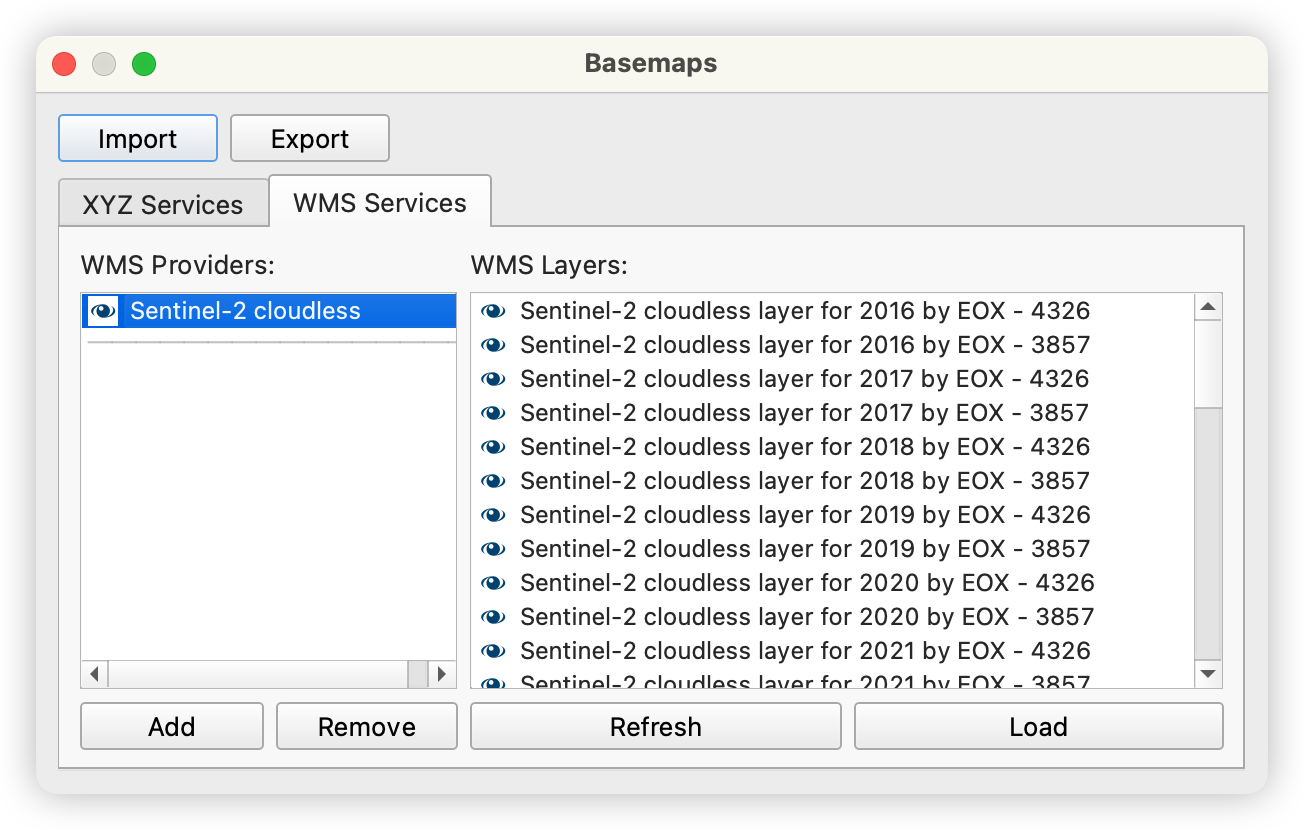 Basemaps
Import
Export
XYZ Services
WMS Services
WMS Providers:
WMS Layers:
Sentinel-2 cloudless
Sentinel-2 cloudless layer for 2016 by EOX - 4326
Sentinel-2 cloudless layer for 2016 by EOX - 3857
Sentinel-2 cloudless layer for 2017 by EOX - 4326
Sentinel-2 cloudless layer for 2017 by EOX - 3857
Sentinel-2 cloudless layer for 2018 by EOX - 4326
Sentinel-2 cloudless layer for 2018 by EOX - 3857
Sentinel-2 cloudless layer for 2019 by EOX - 4326
Sentinel-2 cloudless layer for 2019 by EOX - 3857
Sentinel-2 cloudless layer for 2020 by EOX - 4326
Sentinel-2 cloudless layer for 2020 by EOX - 3857
Sentinel-2 cloudless layer for 2021 by EOX - 4326
Sentinel-2 cloudless layer for 2021 by EOX - 3857
Add
Remove
Refresh
Load